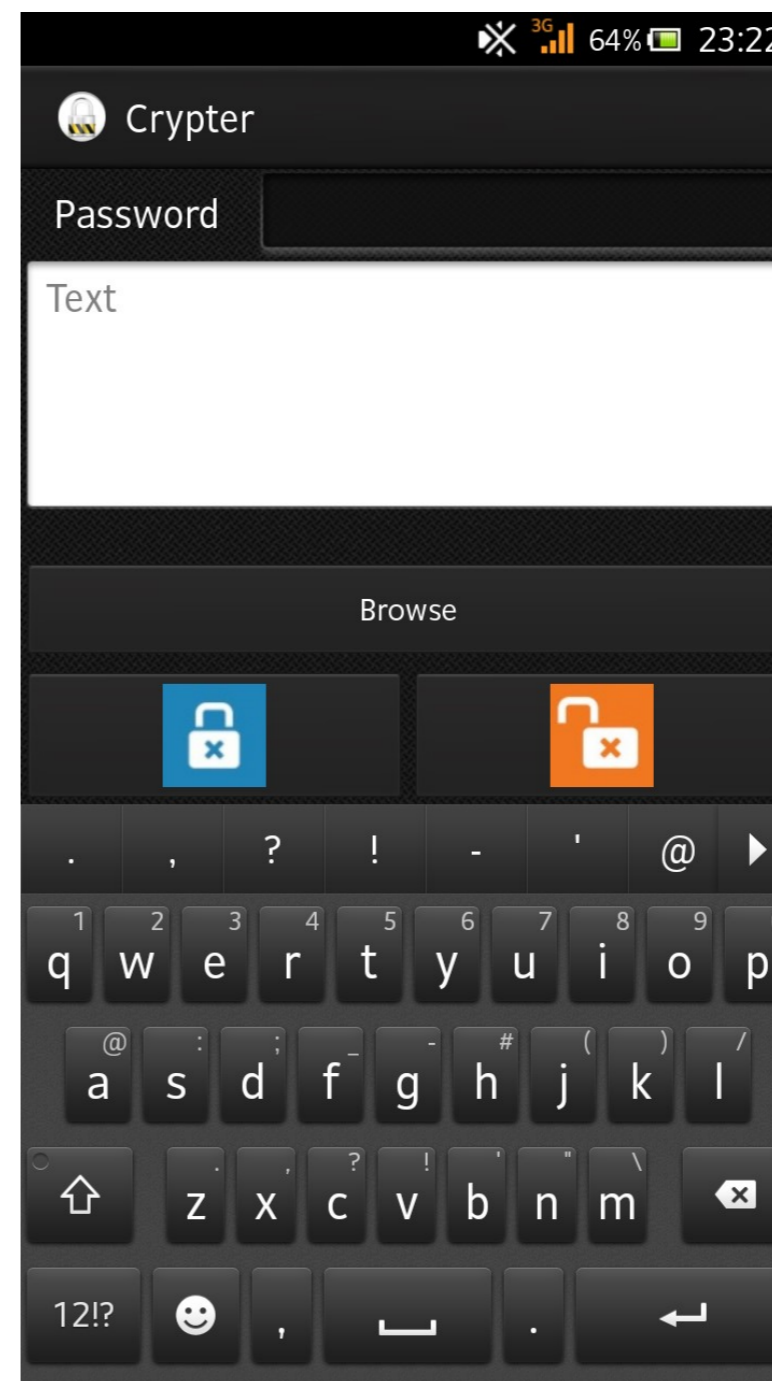 3G 64% 23:22
Crypter
Password
Text
Browse
. , ? ! - ' @
1 2 3 4 5 6 7 8 9
q w e r t y u i o p
@ : ; _ - # ( ) /
a s d f g h j k l
. , ? ! ' " \
z x c v b n m
12!? , .